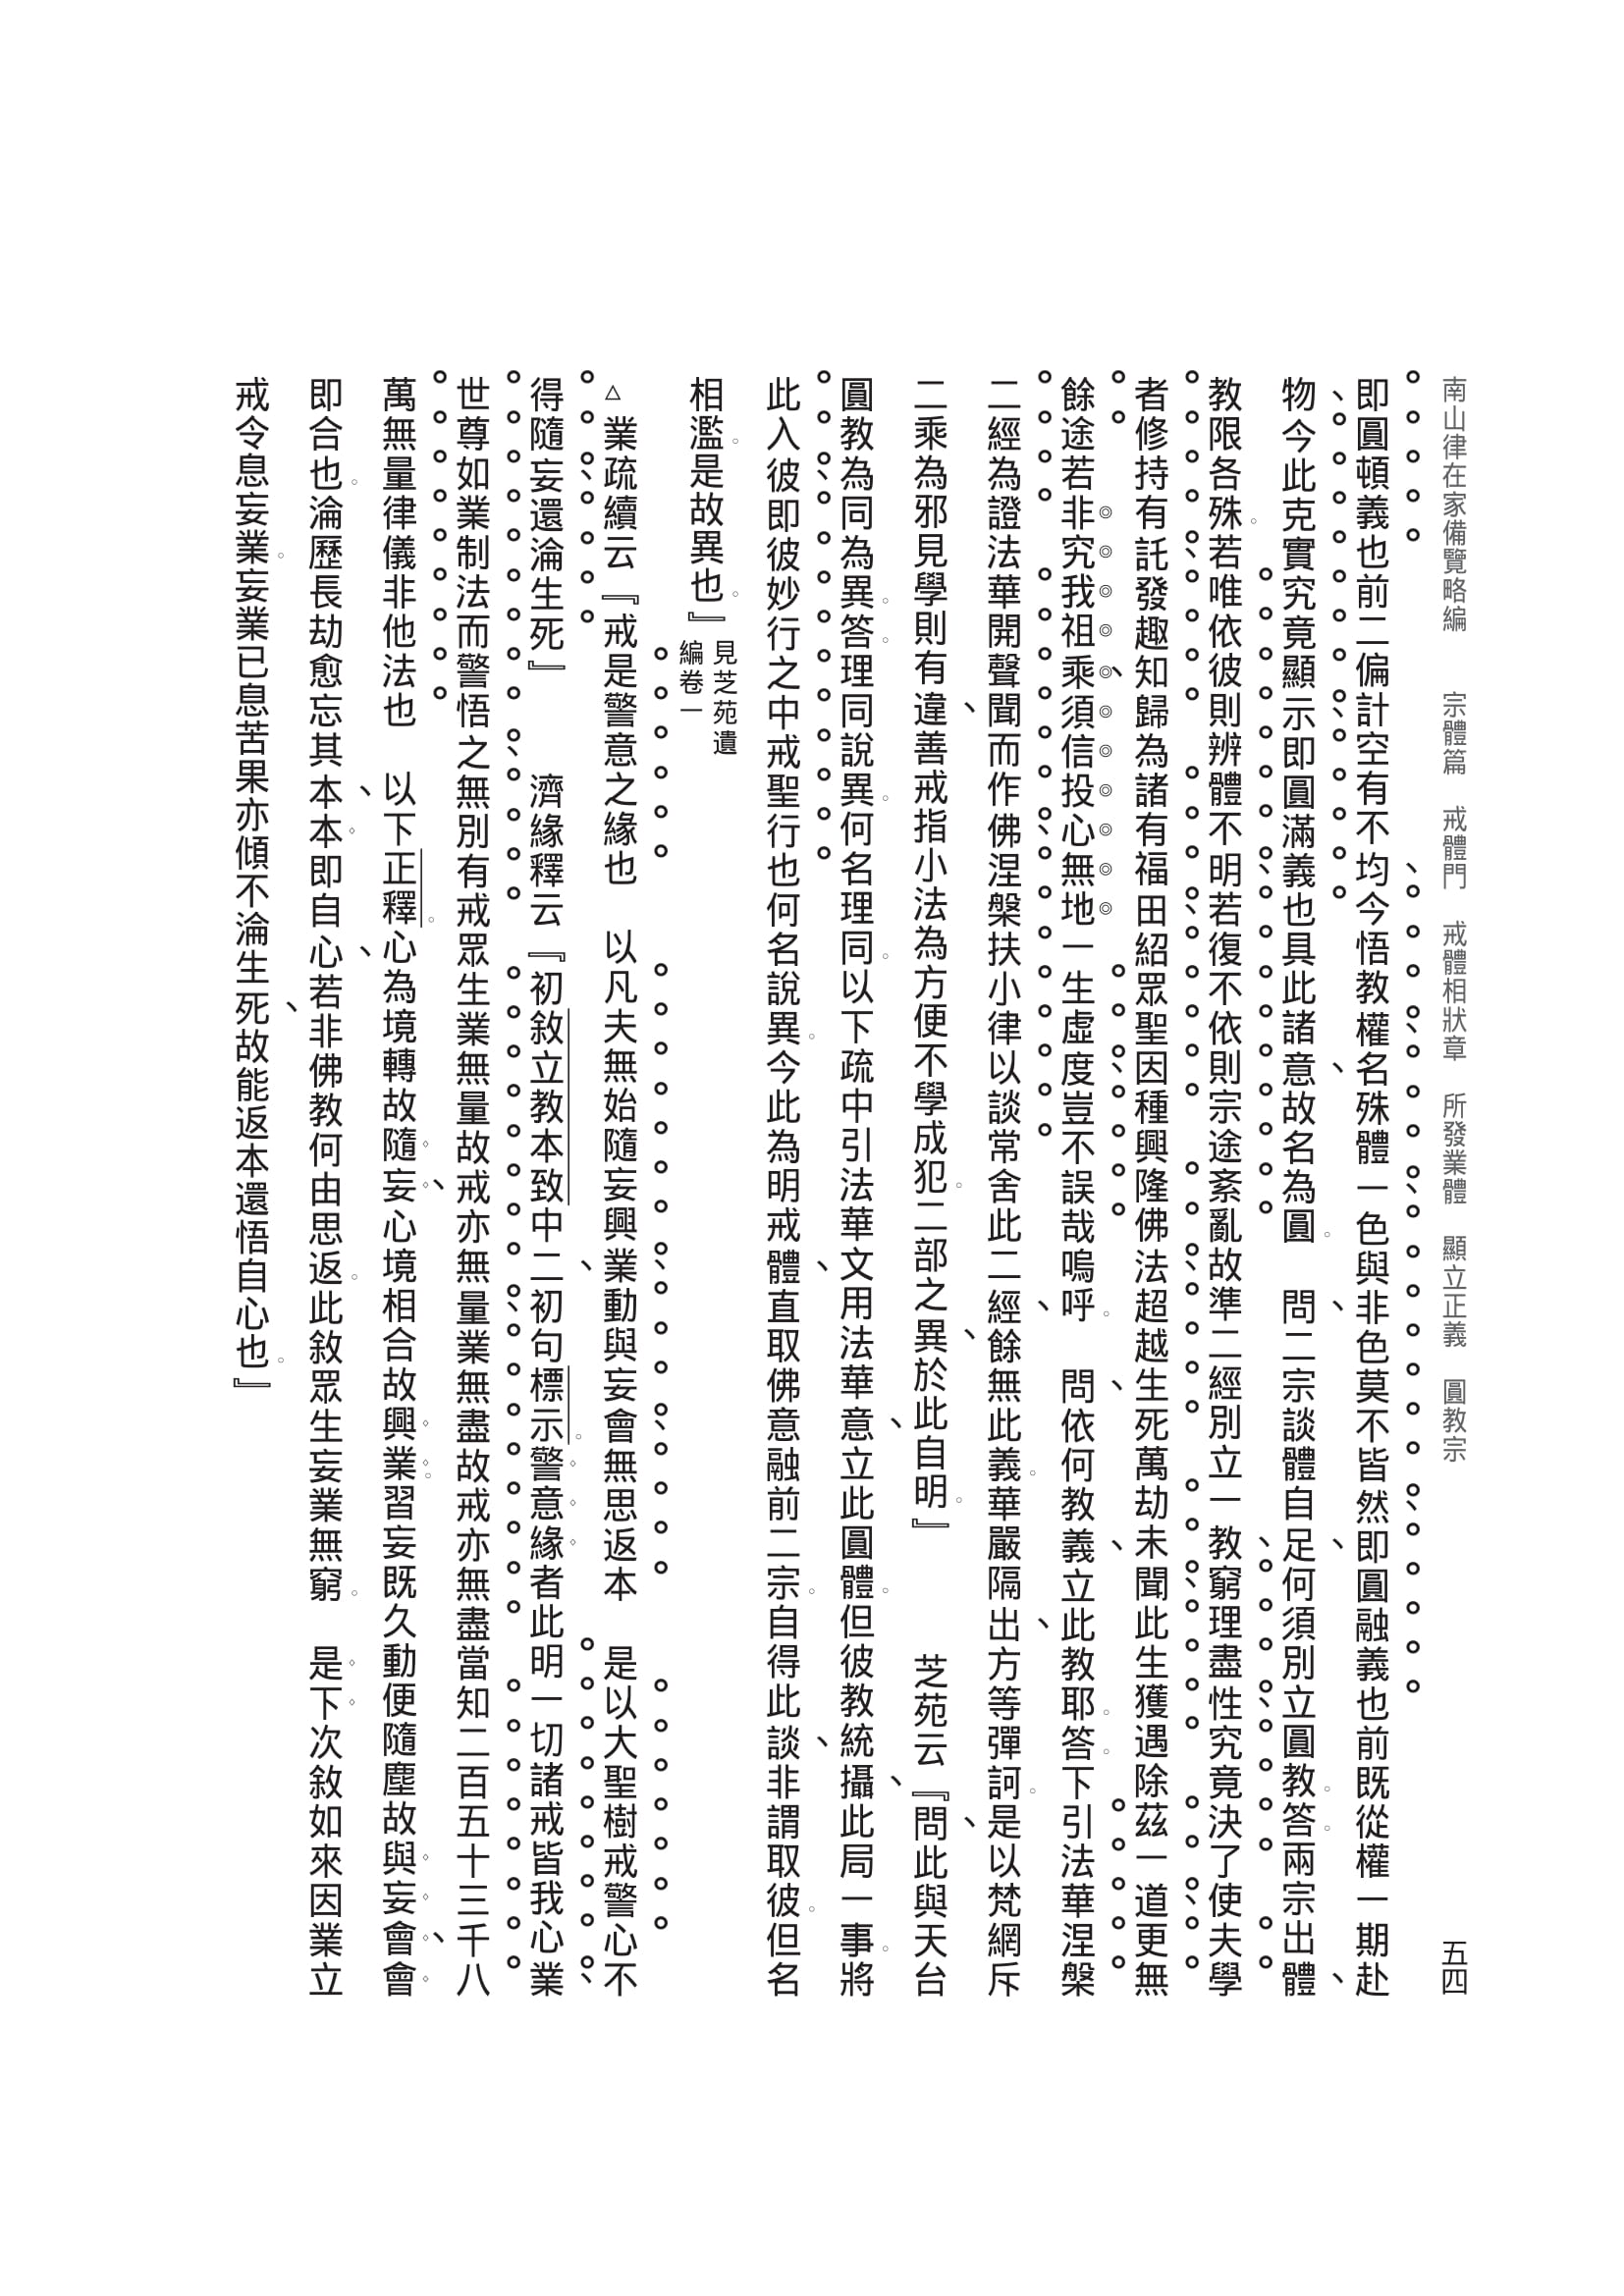 南山律在家備覽略編　宗體篇　戒體門　戒體相狀章　所發業體　顯立正義　圓教宗　五四
即圓頓義也前二偏計空有不均今悟教權名殊體一色與非色莫不皆然即圓融義也前既從權一期赴
物今此克實究竟顯示即圓滿義也具此諸意故名為圓。　問二宗談體自足何須別立圓教。答。兩宗出體
教限各殊。若唯依彼則辨體不明若復不依則宗途紊亂故準二經別立一教窮理盡性究竟決了使夫學
者修持有託發趣知歸為諸有福田紹眾聖因種興隆佛法超越生死萬劫未聞此生獲遇除茲一道更無
餘途若非究我祖乘須信投心無地一生虛度豈不誤哉嗚呼。　問依何教義立此教耶。答。下引法華涅槃
二經為證法華開聲聞而作佛涅槃扶小律以談常舍此二經餘無此義。華嚴隔出方等彈訶。是以梵網斥
二乘為邪見學則有違善戒指小法為方便不學成犯。二部之異於此自明。』　　芝苑云『問此與天台
圓教為同為異。答。理同說異。何名理同。以下疏中引法華文用法華意立此圓體。但彼教統攝此局一事。將
此入彼即彼妙行之中戒聖行也何名說異。今此為明戒體直取佛意融前二宗。自得此談非謂取彼。但名
相濫。是故異也。』見芝苑遺編卷一
△業疏續云『戒是警意之緣也　以凡夫無始隨妄興業動與妄會無思返本　是以大聖樹戒警心不
得隨妄還淪生死』　　濟緣釋云『初敘立教本致中二初句標示。警意緣者此明一切諸戒皆我心業
世尊如業制法而警悟之無別有戒眾生業無量故戒亦無量業無盡故戒亦無盡當知二百五十三千八
萬無量律儀非他法也　以下正釋。心為境轉故隨妄心境相合故興業。習妄既久動便隨塵故與妄會會
即合也。淪歷長劫愈忘其本本即自心若非佛教何由思返。此敘眾生妄業無窮。　是下次敘如來因業立
戒令息妄業。妄業已息苦果亦傾不淪生死故能返本還悟自心也。』